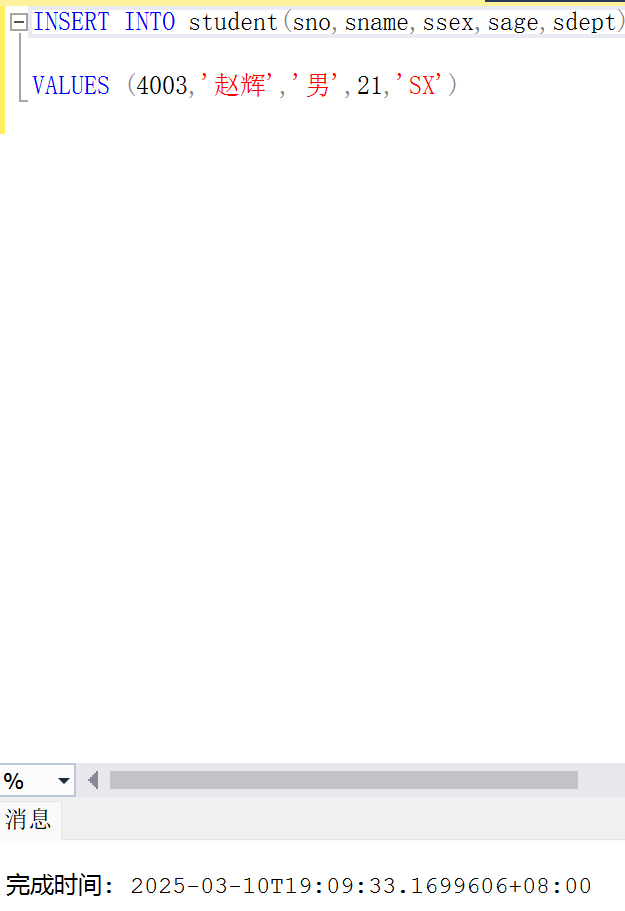 INSERT INTO student(sno,sname,ssex,sage,sdept)
VALUES (4003,'赵辉','男',21,'SX')
%
消息
完成时间: 2025-03-10T19:09:33.1699606+08:00